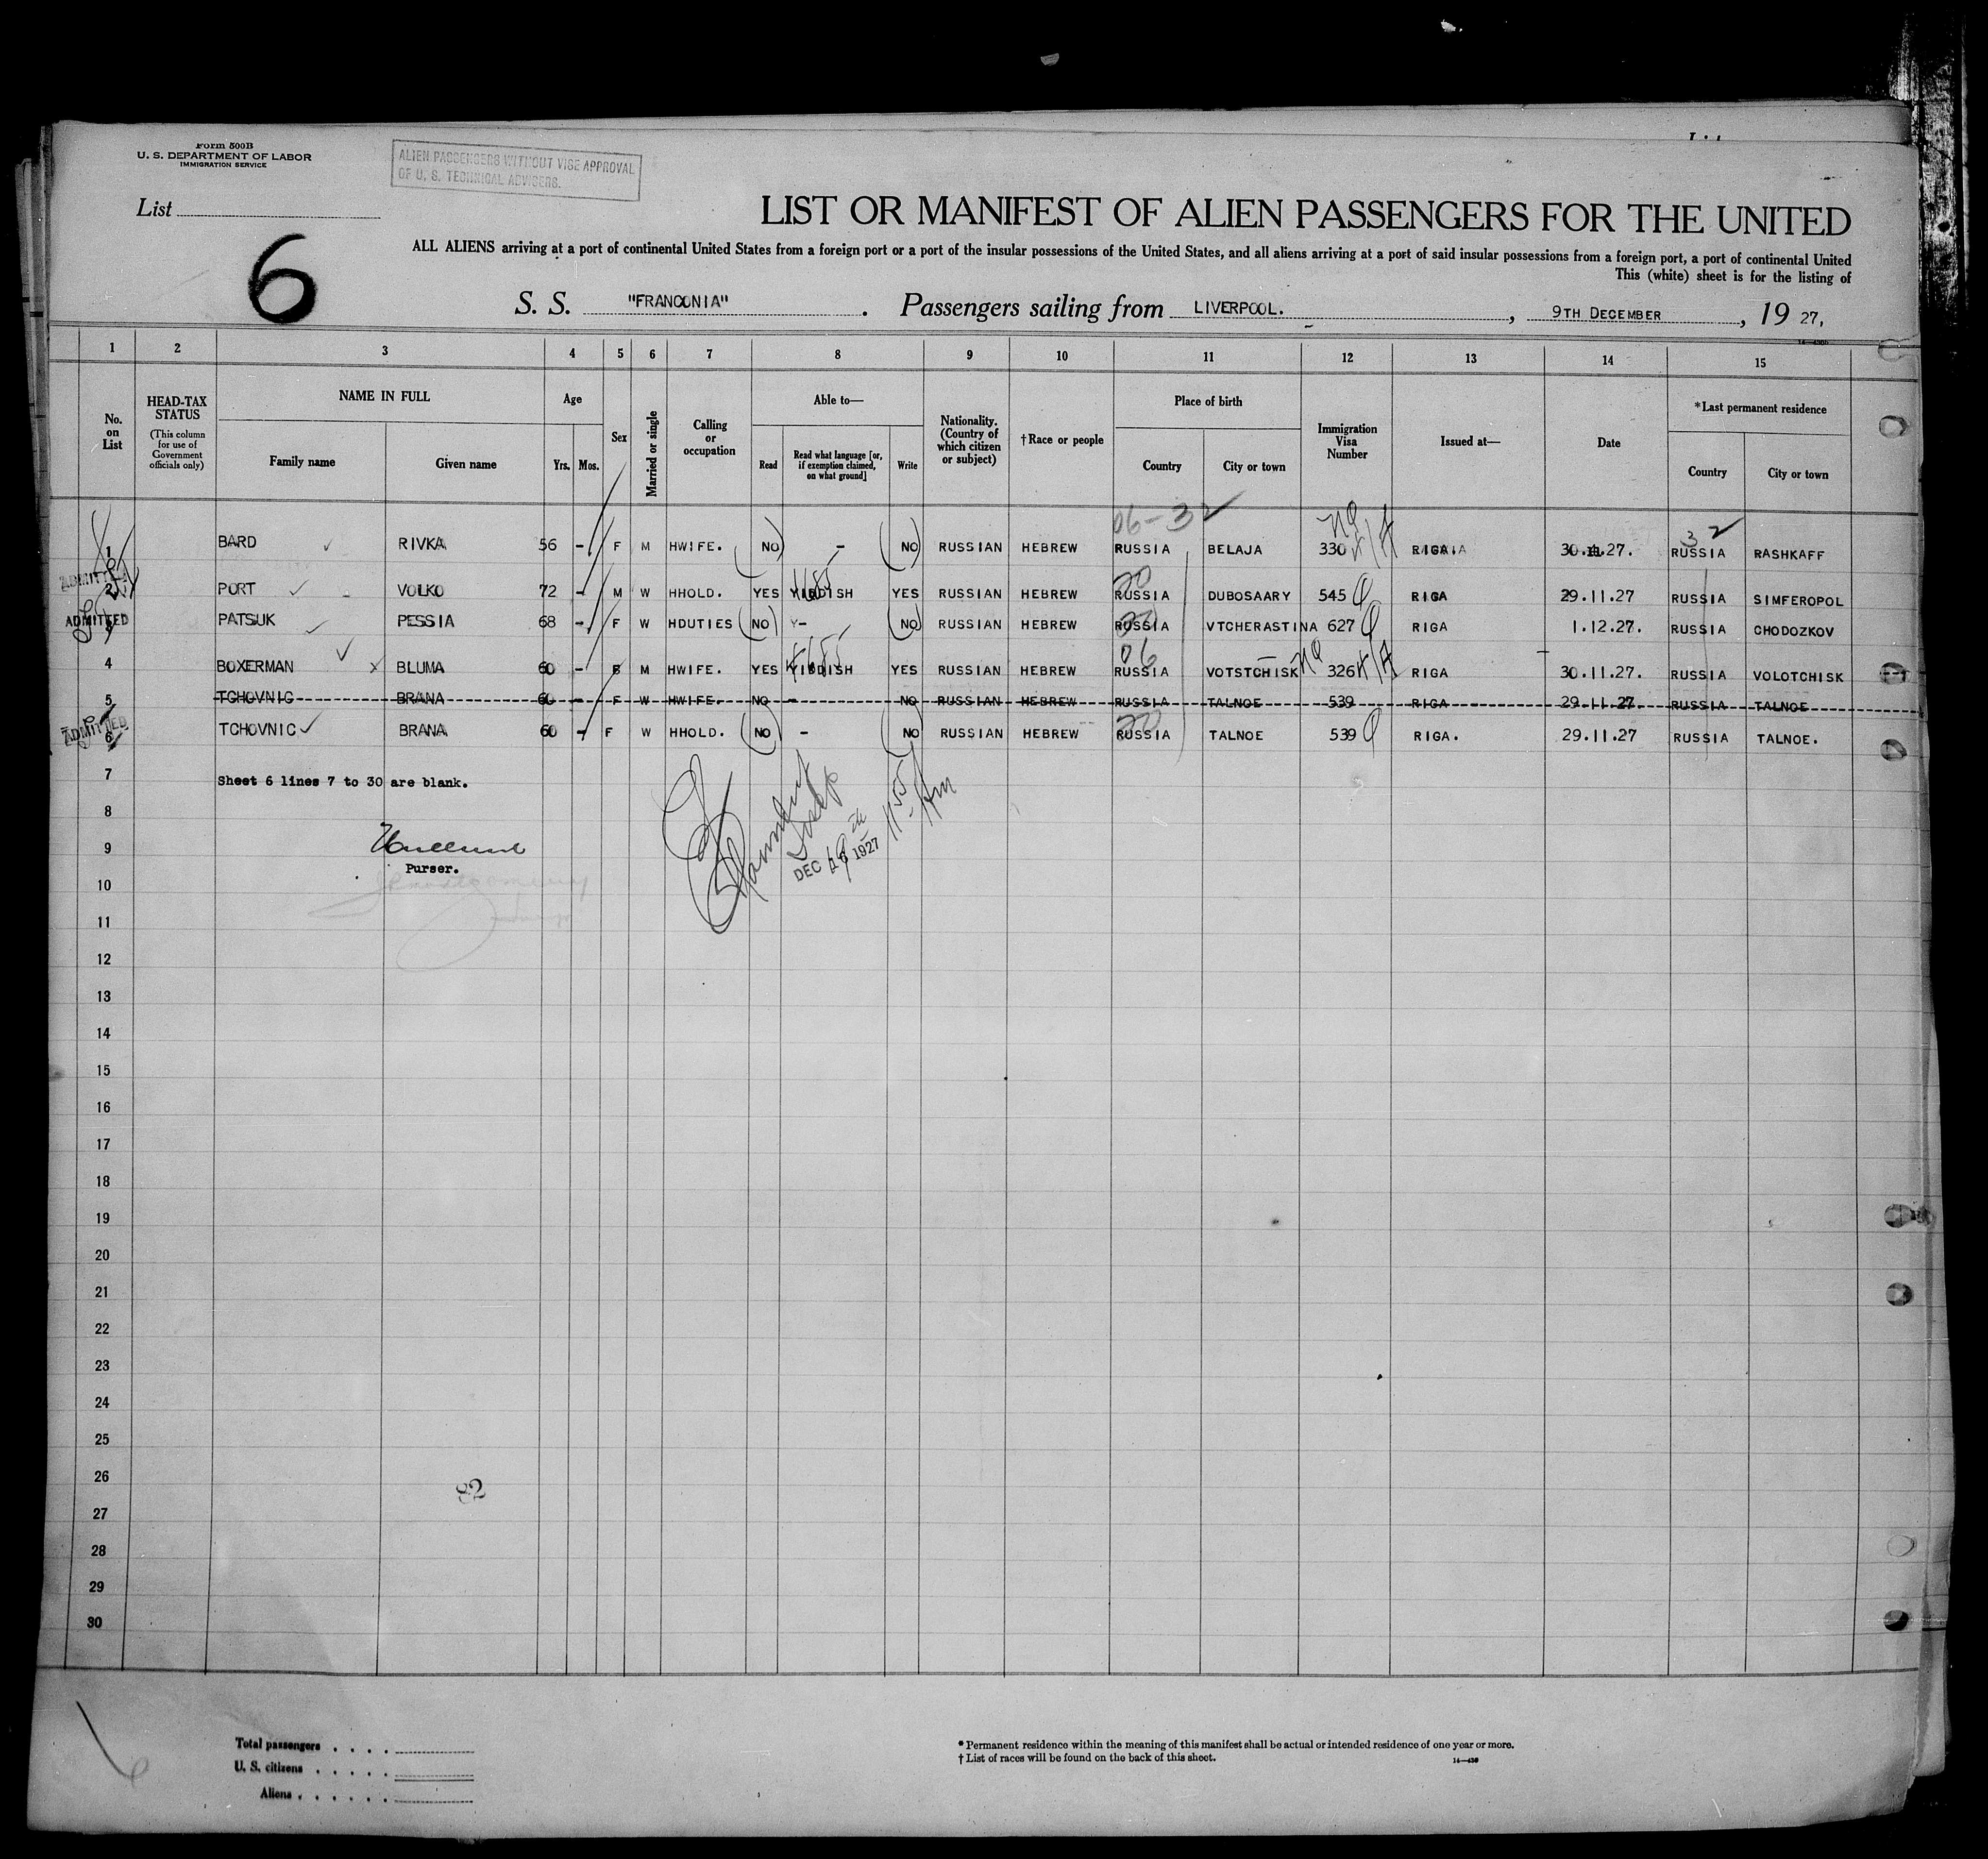 Form 500B
U. S. DEPARTMENT OF LABOR
IMMIGRATION SERVICE
ALIEN PASSENGERS WITHOUT VISE APPROVAL
OF U. S. TECHNICAL ADVISERS.
List
6
LIST OR MANIFEST OF ALIEN PASSENGERS FOR THE UNITED
ALL ALIENS arriving at a port of continental United States from a foreign port or a port of the insular possessions of the United States, and all aliens arriving at a port of said insular possessions from a foreign port, a port of continental United
This (white) sheet is for the listing of
S. S. "FRANCONIA". Passengers sailing from LIVERPOOL., 9TH DECEMBER, 19 27,
1 2 3 4 5 6 7 8 9 10 11 12 13 14 15
No. on List
HEAD-TAX STATUS
(This column for use of Government officials only)
NAME IN FULL
Family name Given name
Age
Yrs. Mos.
Sex
Married or single
Calling or occupation
Able to—
Read
Read what language [or, if exemption claimed, on what ground]
Write
Nationality. (Country of which citizen or subject)
†Race or people
Place of birth
Country City or town
Immigration Visa Number
Issued at—
Date
*Last permanent residence
Country City or town
06-32 32
1 BARD RIVKA 56 - F M HWIFE. NO - NO RUSSIAN HEBREW RUSSIA BELAJA 330 RIGA 30. .27. RUSSIA RASHKAFF
ADMITTED
2 PORT VOLKO 72 - M W HHOLD. YES YIDDISH YES RUSSIAN HEBREW RUSSIA DUBOSAARY 545 RIGA 29.11.27 RUSSIA SIMFEROPOL
ADMITTED
3 PATSUK PESSIA 68 - F W HDUTIES NO - NO RUSSIAN HEBREW RUSSIA VTCHERASTINA 627 RIGA 1.12.27. RUSSIA CHODOZKOV
06
4 BOXERMAN BLUMA 60 - M HWIFE. YES YIDDISH YES RUSSIAN HEBREW RUSSIA VOTSTCHISK 326 RIGA 30.11.27. RUSSIA VOLOTCHISK
5 TCHOVNIC BRANA 60 - F W HWIFE. NO - NO RUSSIAN HEBREW RUSSIA TALNOE 539 RIGA 29.11.27. RUSSIA TALNOE
ADMITTED
6 TCHOVNIC BRANA 60 - F W HHOLD. NO - NO RUSSIAN HEBREW RUSSIA TALNOE 539 RIGA. 29.11.27 RUSSIA TALNOE.
7 Sheet 6 lines 7 to 30 are blank.
8
9
Purser.
DEC 19th 1927
10
11
12
13
14
15
16
17
18
19
20
21
22
23
24
25
26
82
27
28
29
30
Total passengers
U. S. citizens
Aliens
*Permanent residence within the meaning of this manifest shall be actual or intended residence of one year or more.
†List of races will be found on the back of this sheet.